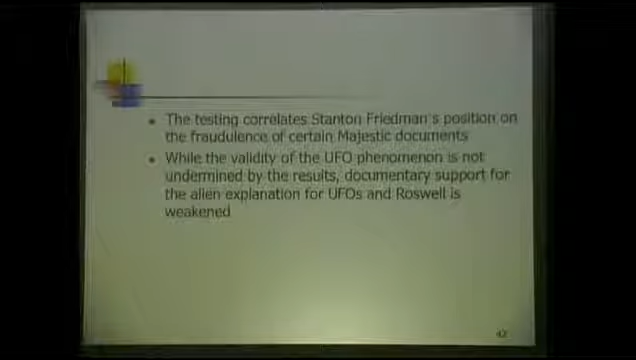 The testing correlates Stanton Friedman's position on
the fraudulence of certain Majestic documents
While the validity of the UFO phenomenon is not
undermined by the results, documentary support for
the alien explanation for UFOs and Roswell is
weakened
42